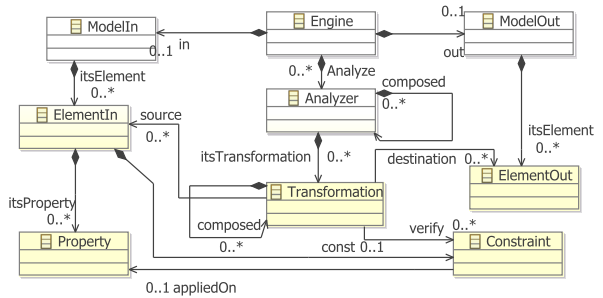 ModelIn
Engine
0..1
ModelOut
0..1 in
out
0..* Analyze
itsElement
0..*
composed
0..*
Analyzer
ElementIn
source
0..*
itsElement
0..*
itsTransformation 0..*
destination 0..*
ElementOut
Transformation
itsProperty
0..*
composed
0..*
verify 0..*
Property
const 0..1
Constraint
0..1 appliedOn